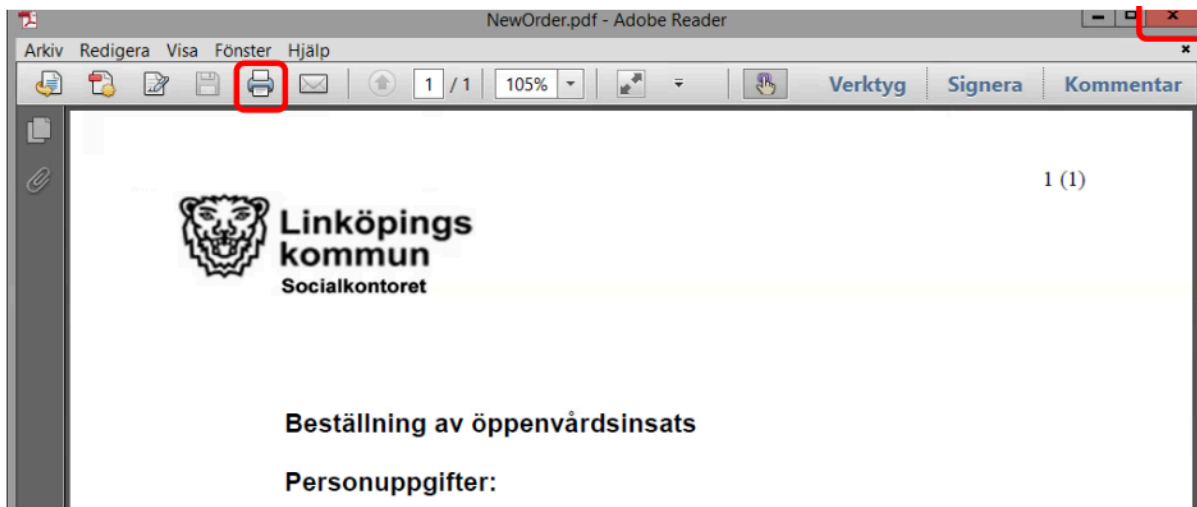 NewOrder.pdf - Adobe Reader
Arkiv Redigera Visa Fönster Hjälp
1 / 1 105% Verktyg Signera Kommentar
1 (1)
Linköpings
kommun
Socialkontoret
Beställning av öppenvårdsinsats
Personuppgifter: